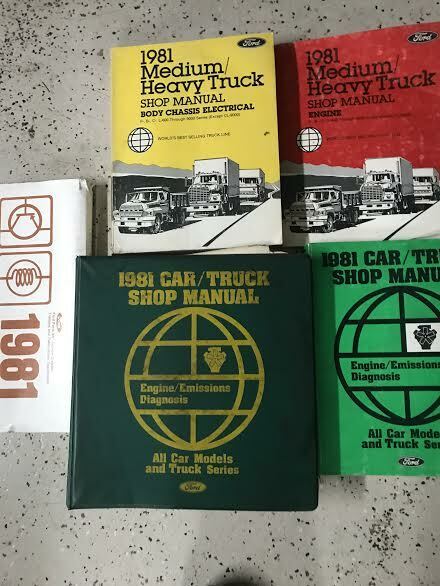 Ford
1981
Medium/
Heavy Truck
SHOP MANUAL
BODY CHASSIS ELECTRICAL
WORLD'S BEST SELLING TRUCK LINE
Ford
1981
Medium/
Heavy Truck
SHOP MANUAL
ENGINE
1981
1981 CAR/TRUCK
SHOP MANUAL
Engine/Emissions
Diagnosis
All Car Models
and Truck Series
Ford
1981 CAR/TR
SHOP MANU
Engine/Emissions
Diagnosis
All Car Models
and Truck Ser
Ford